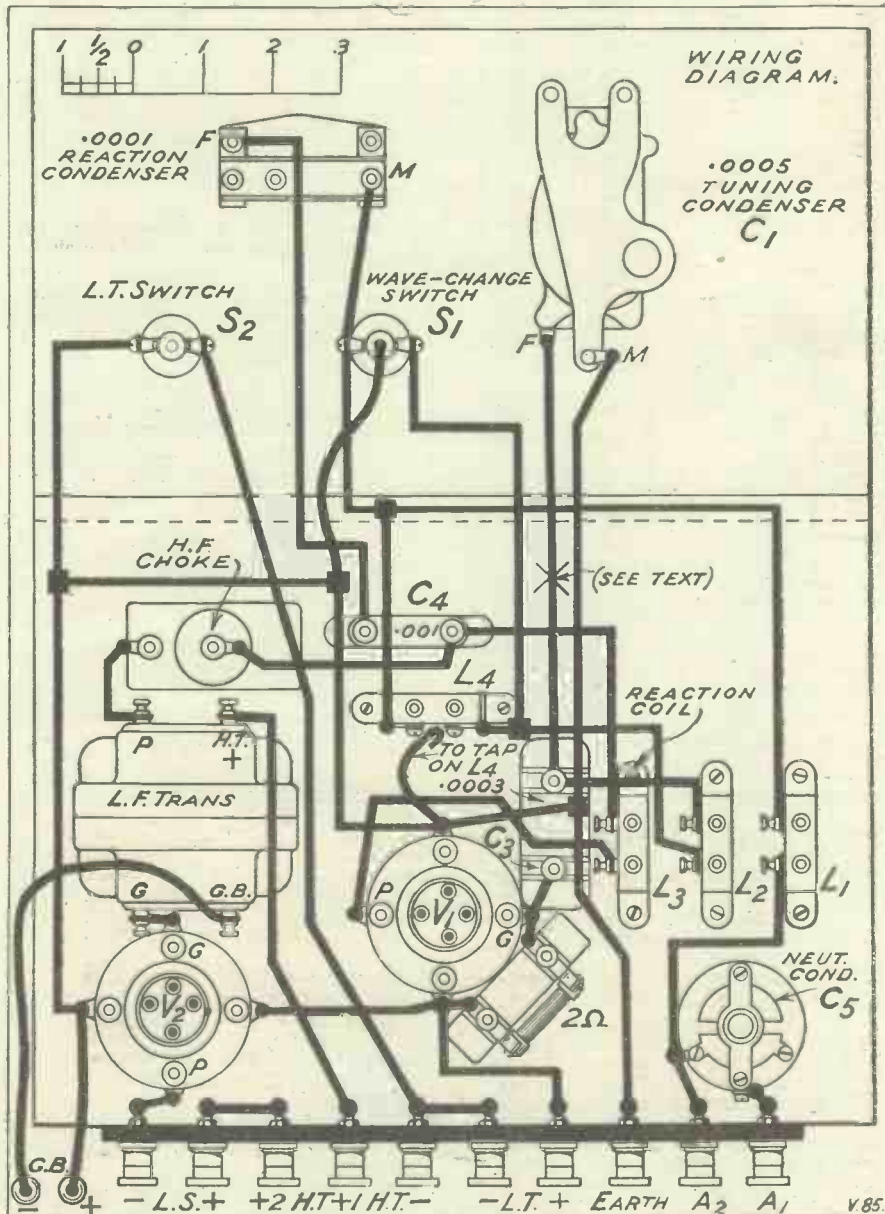 1 1/2 0 1 2 3
WIRING
DIAGRAM.
.0001
REACTION
CONDENSER
F
M
.0005
TUNING
CONDENSER
C1
L.T. SWITCH
S2
WAVE-CHANGE
SWITCH
S1
F
M
H.F.
CHOKE
C4
.001
(SEE TEXT)
L4
REACTION
COIL
P
H.T.
+
TO TAP
ON L4
.0003
L.F. TRANS
C3
G
G.B.
P
V1
G
L3
L2
L1
G
V2
P
2Ω
NEUT.
COND.
C5
G.B.
- + - L.S. + +2 H.T +1 H.T. - - L.T. + EARTH A2 A1
V.85.